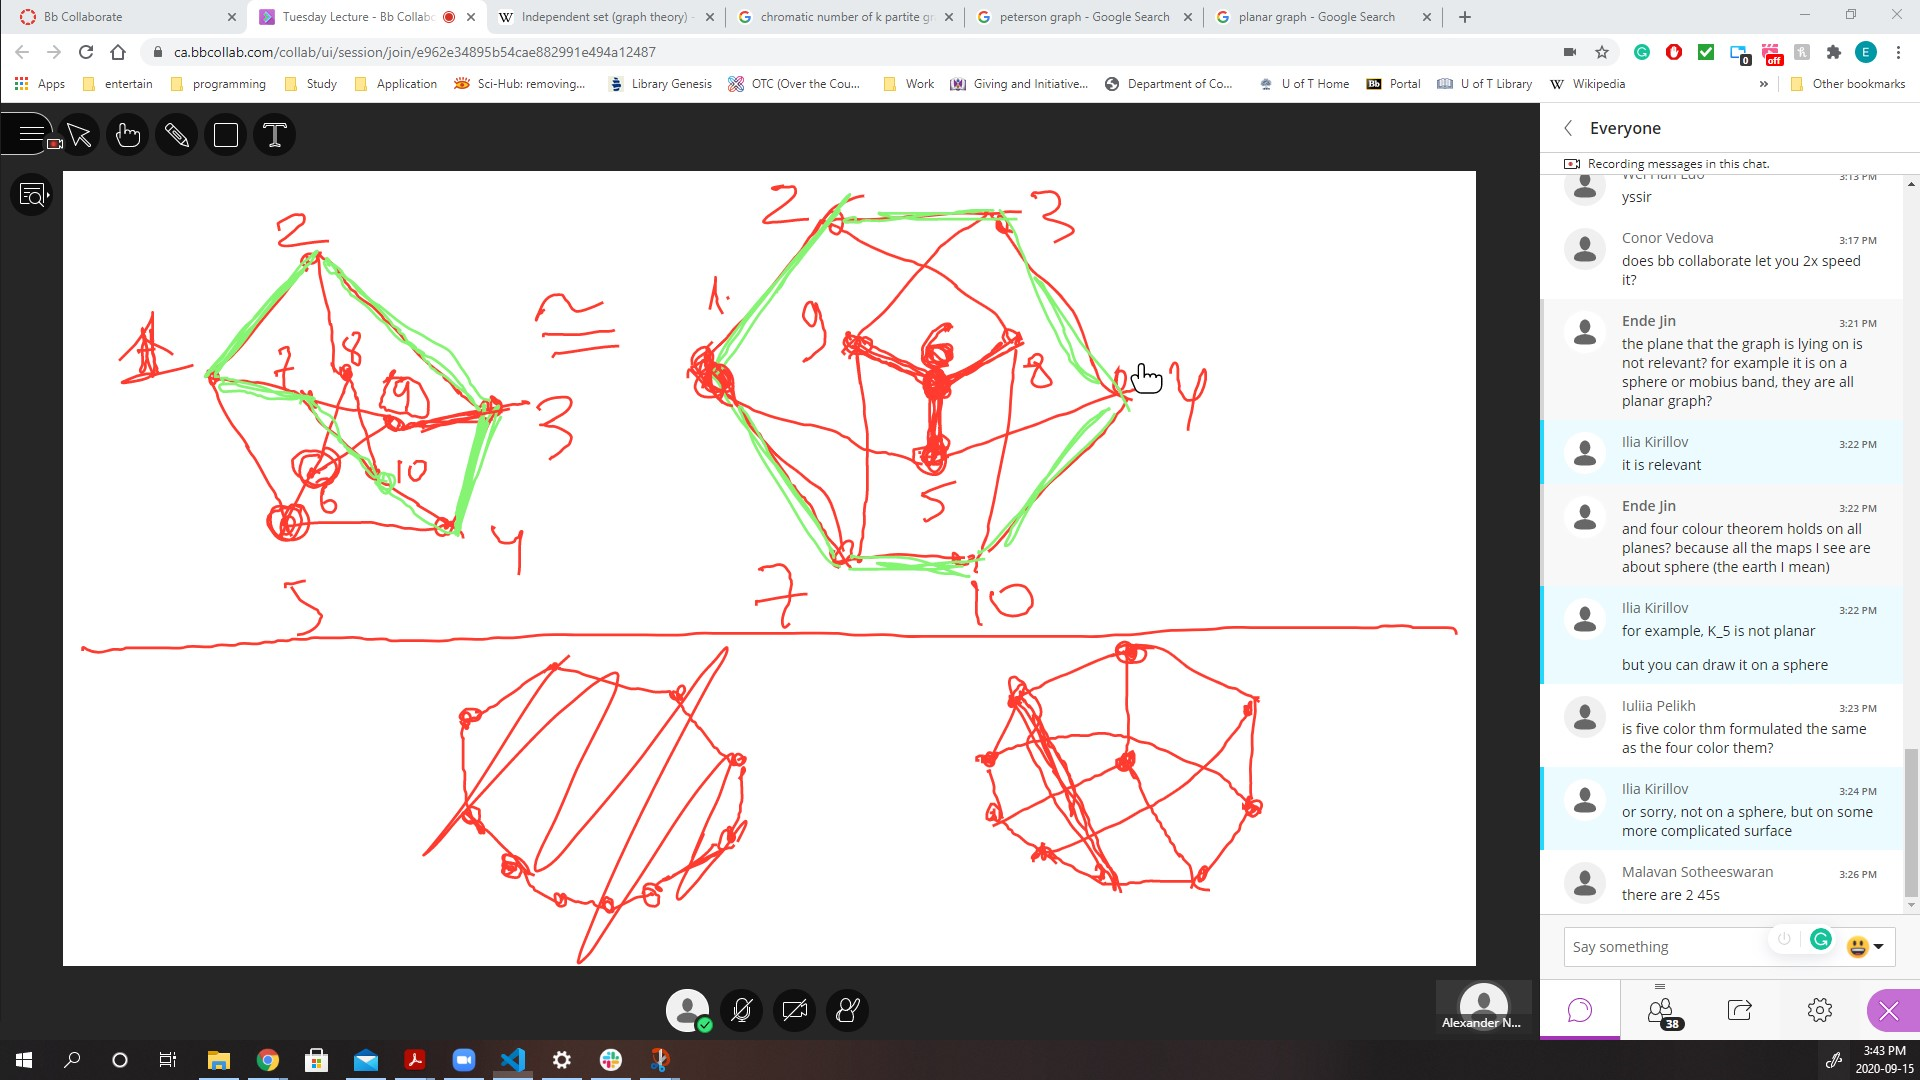 Bb Collaborate
Tuesday Lecture - Bb Collabo
Independent set (graph theory) -
chromatic number of k partite gr
peterson graph - Google Search
planar graph - Google Search
ca.bbcollab.com/collab/ui/session/join/e962e34895b54cae882991e494a12487
0
off
E
Apps
entertain
programming
Study
Application
Sci-Hub: removing...
Library Genesis
OTC (Over the Cou...
Work
Giving and Initiative...
Department of Co...
U of T Home
Bb
Portal
U of T Library
Wikipedia
»
Other bookmarks
T
2
1
7
8
9
3
10
6
4
5
≅
2
3
1.
9
6
8
4
5
7
10
Everyone
Recording messages in this chat.
3:13 PM
yssir
Conor Vedova
3:17 PM
does bb collaborate let you 2x speed
it?
Ende Jin
3:21 PM
the plane that the graph is lying on is
not relevant? for example it is on a
sphere or mobius band, they are all
planar graph?
Ilia Kirillov
3:22 PM
it is relevant
Ende Jin
3:22 PM
and four colour theorem holds on all
planes? because all the maps I see are
about sphere (the earth I mean)
Ilia Kirillov
3:22 PM
for example, K_5 is not planar
but you can draw it on a sphere
Iuliia Pelikh
3:23 PM
is five color thm formulated the same
as the four color them?
Ilia Kirillov
3:24 PM
or sorry, not on a sphere, but on some
more complicated surface
Malavan Sotheeswaran
3:26 PM
there are 2 45s
Say something
38
Alexander N...
3:43 PM
2020-09-15